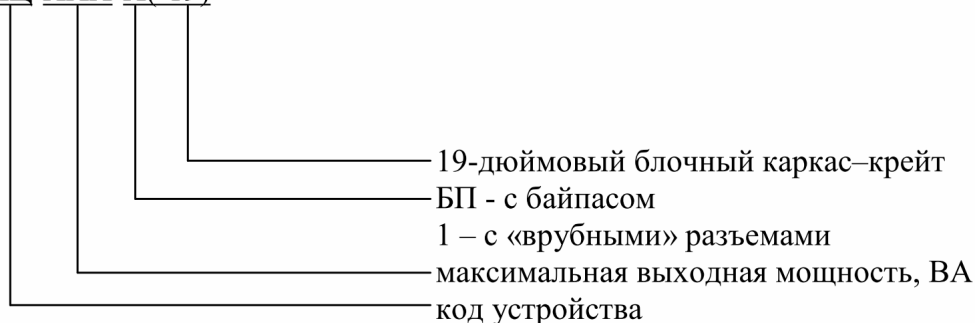 19-дюймовый блочный каркас–крейт
БП - с байпасом
1 – с «врубными» разъемами
максимальная выходная мощность, ВА
код устройства